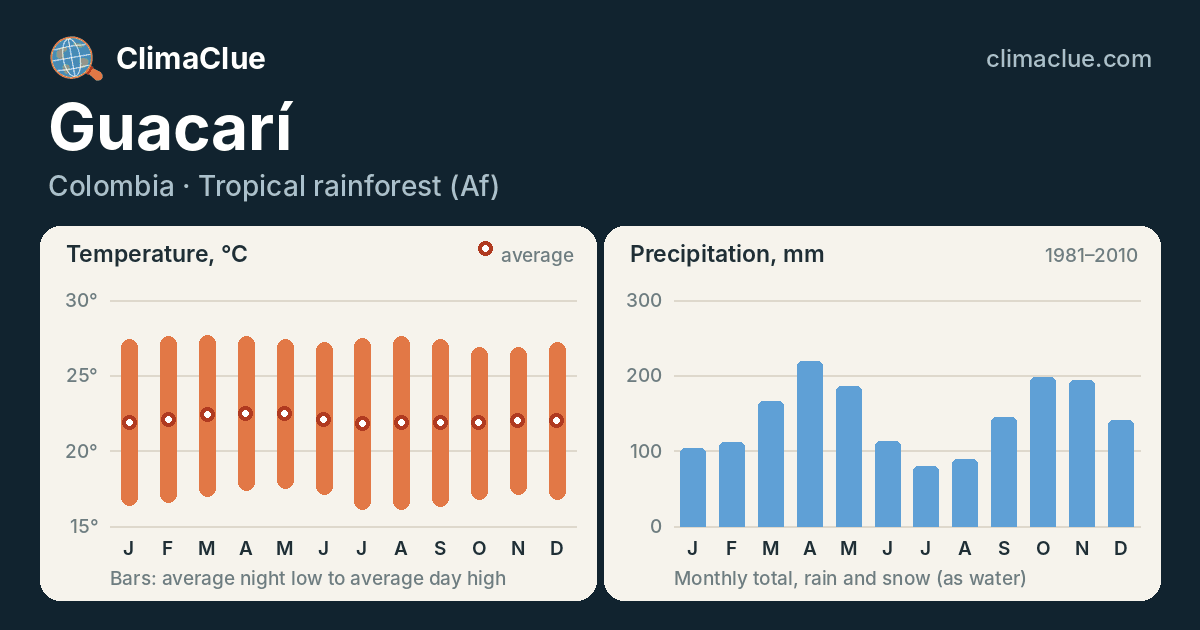 ClimaClue
climaclue.com
Guacarí
Colombia · Tropical rainforest (Af)
Temperature, °C
average
30°
25°
20°
15°
J F M A M J J A S O N D
Bars: average night low to average day high
Precipitation, mm
1981–2010
300
200
100
0
J F M A M J J A S O N D
Monthly total, rain and snow (as water)